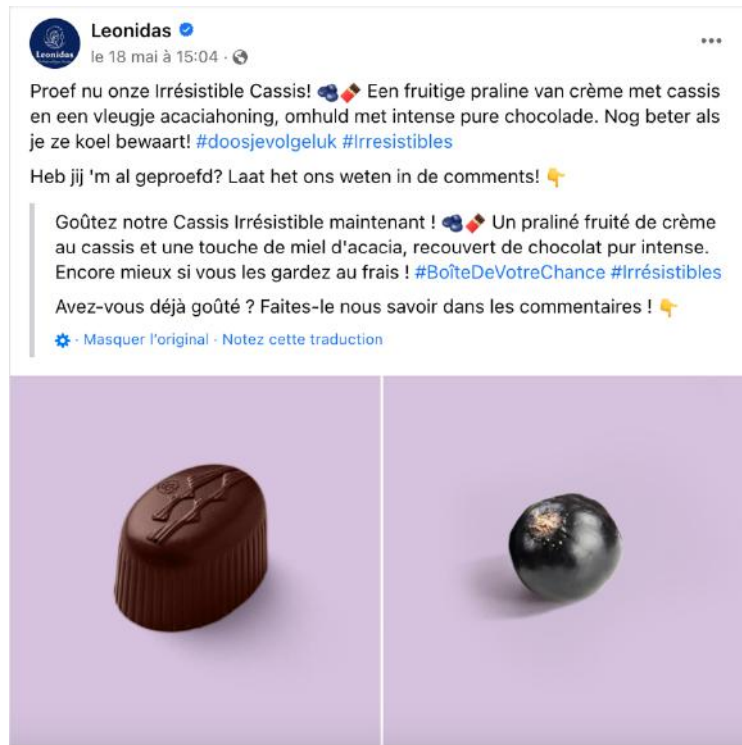 Leonidas
Leonidas
le 18 mai à 15:04 ·
Proef nu onze Irrésistible Cassis! 🫐🍫 Een fruitige praline van crème met cassis
en een vleugje acaciahoning, omhuld met intense pure chocolade. Nog beter als
je ze koel bewaart! #doosjevolgeluk #Irresistibles
Heb jij 'm al geproefd? Laat het ons weten in de comments! 👇
Goûtez notre Cassis Irrésistible maintenant ! 🫐🍫 Un praliné fruité de crème
au cassis et une touche de miel d'acacia, recouvert de chocolat pur intense.
Encore mieux si vous les gardez au frais ! #BoîteDeVotreChance #Irrésistibles
Avez-vous déjà goûté ? Faites-le nous savoir dans les commentaires ! 👇
· Masquer l'original · Notez cette traduction